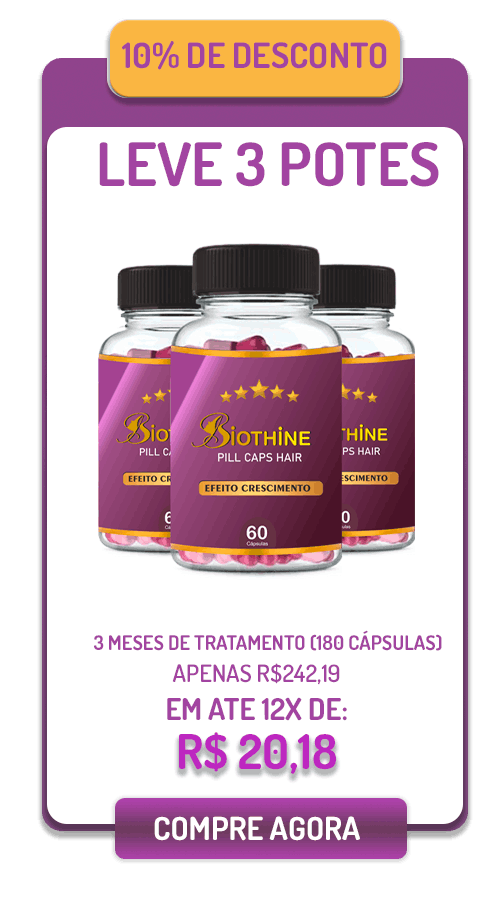 10% DE DESCONTO
LEVE 3 POTES
BIOTHINE
PILL CAPS HAIR
EFEITO CRESCIMENTO
60
Cápsulas
3 MESES DE TRATAMENTO (180 CÁPSULAS)
APENAS R$242,19
EM ATE 12X DE:
R$ 20,18
COMPRE AGORA